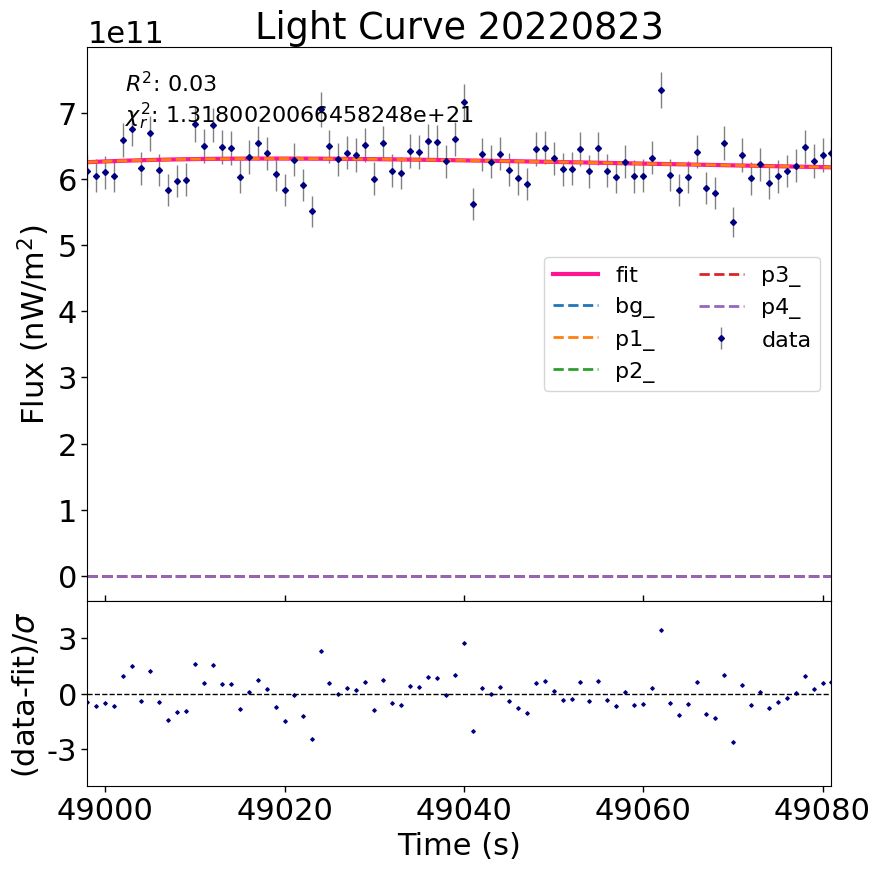 Light Curve 20220823
1e11
R²: 0.03
χ²ᵣ: 1.3180020066458248e+21
7
6
5
4
3
2
1
0
Flux (nW/m²)
fit
bg_
p1_
p2_
p3_
p4_
data
3
0
-3
(data-fit)/σ
49000
49020
49040
49060
49080
Time (s)